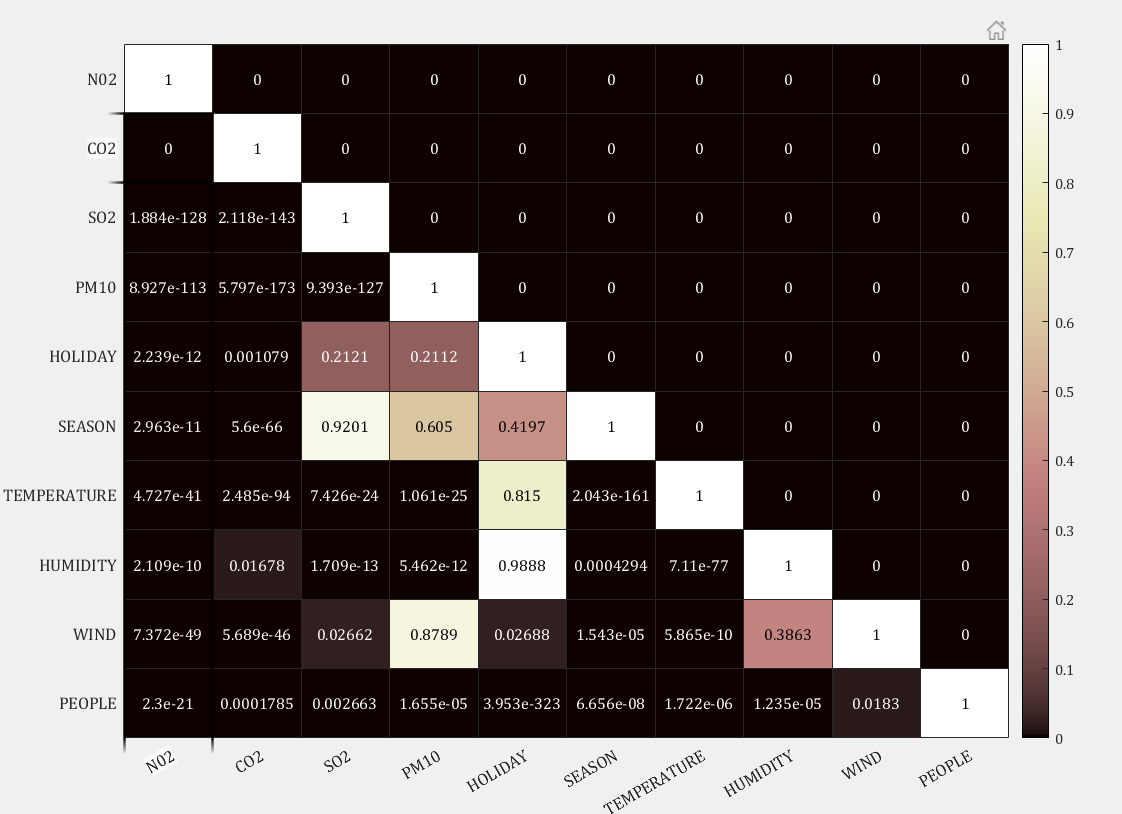 N02 1 0 0 0 0 0 0 0 0 0
CO2 0 1 0 0 0 0 0 0 0 0
SO2 1.884e-128 2.118e-143 1 0 0 0 0 0 0 0
PM10 8.927e-113 5.797e-173 9.393e-127 1 0 0 0 0 0 0
HOLIDAY 2.239e-12 0.001079 0.2121 0.2112 1 0 0 0 0 0
SEASON 2.963e-11 5.6e-66 0.9201 0.605 0.4197 1 0 0 0 0
TEMPERATURE 4.727e-41 2.485e-94 7.426e-24 1.061e-25 0.815 2.043e-161 1 0 0 0
HUMIDITY 2.109e-10 0.01678 1.709e-13 5.462e-12 0.9888 0.0004294 7.11e-77 1 0 0
WIND 7.372e-49 5.689e-46 0.02662 0.8789 0.02688 1.543e-05 5.865e-10 0.3863 1 0
PEOPLE 2.3e-21 0.0001785 0.002663 1.655e-05 3.953e-323 6.656e-08 1.722e-06 1.235e-05 0.0183 1
N02 CO2 SO2 PM10 HOLIDAY SEASON TEMPERATURE HUMIDITY WIND PEOPLE
1
0.9
0.8
0.7
0.6
0.5
0.4
0.3
0.2
0.1
0